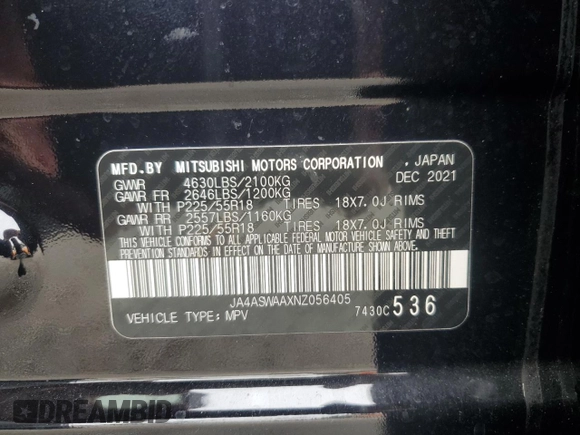 MFD.BY MITSUBISHI MOTORS CORPORATION . JAPAN
GVWR 4630LBS/2100KG DEC 2021
GAWR FR 2646LBS/1200KG
WITH P225/55R18 TIRES 18X7.0J RIMS
GAWR RR 2557LBS/1160KG
WITH P225/55R18 TIRES 18X7.0J RIMS
THIS VEHICLE CONFORMS TO ALL APPLICABLE FEDERAL MOTOR VEHICLE SAFETY AND THEFT
PREVENTION STANDARDS IN EFFECT ON THE DATE OF MANUFACTURE SHOWN ABOVE.
JA4ASWAAXNZ056405
VEHICLE TYPE: MPV 7430C 536
DREAMBID